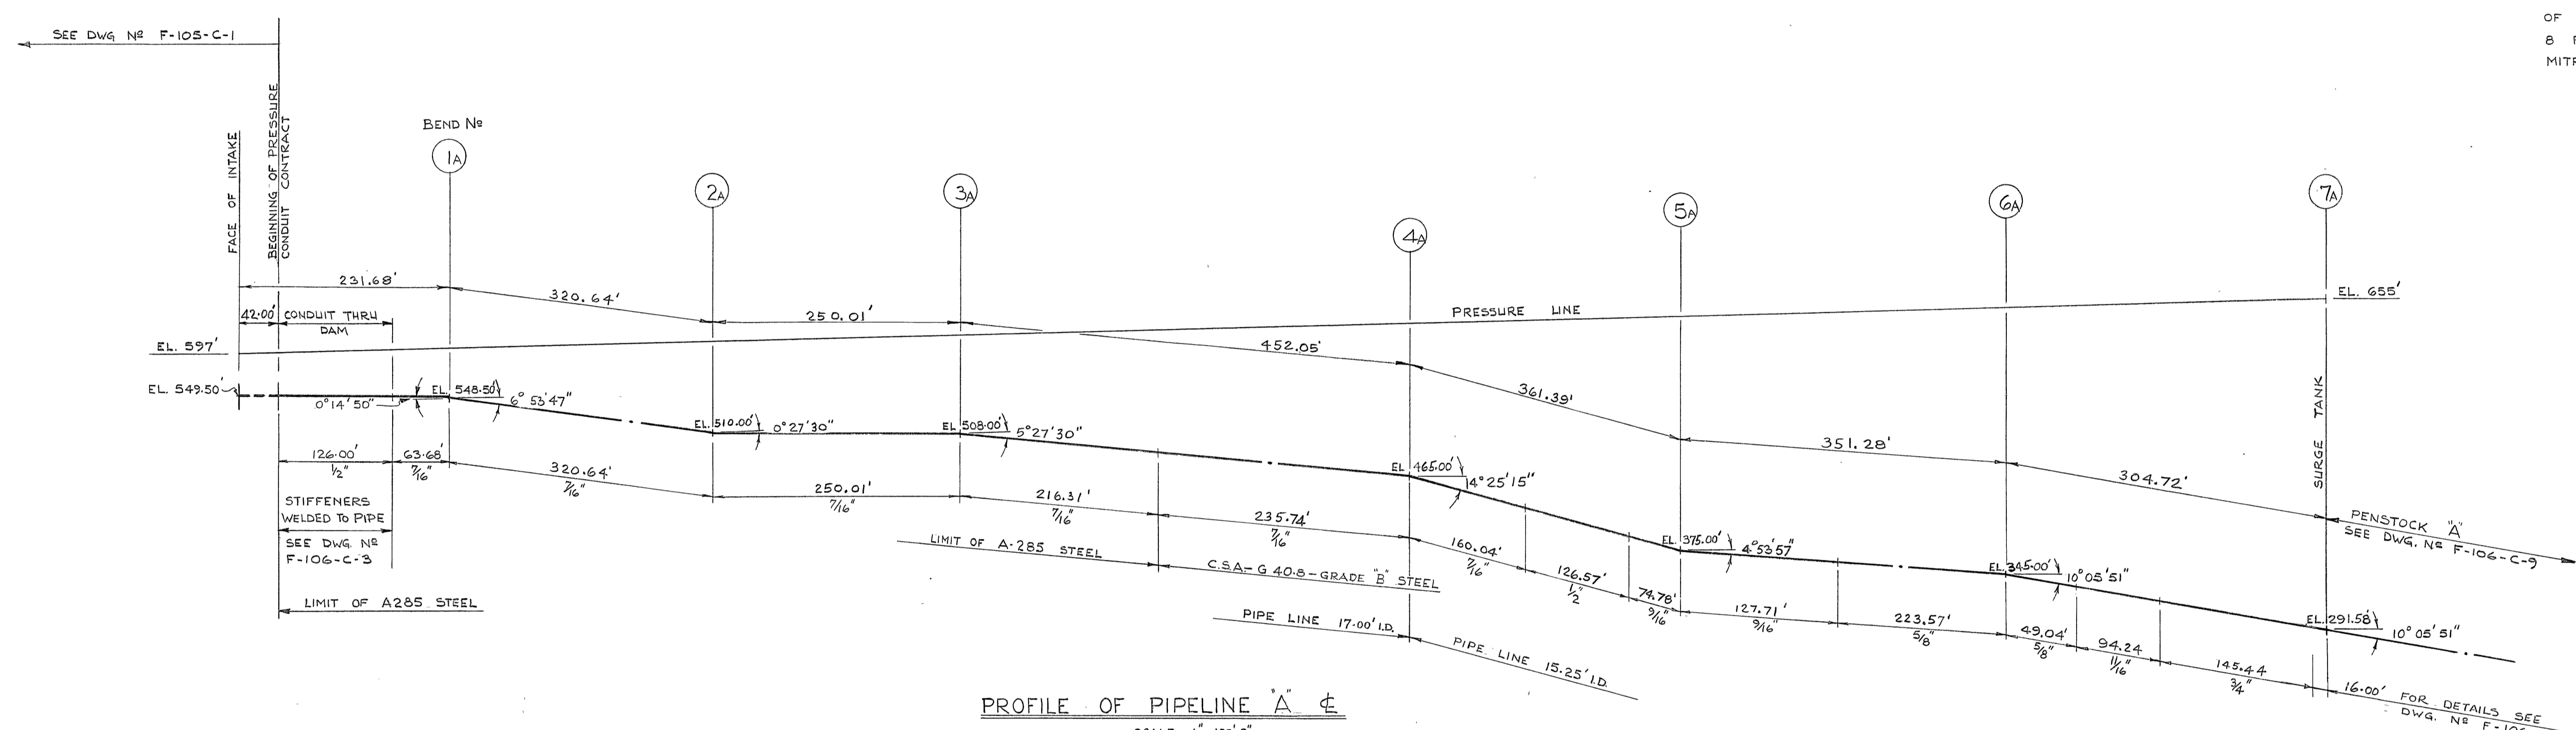 SEE DWG Nº F-105-C-1
OF
8
MITR
FACE OF INTAKE
BEGINNING OF PRESSURE
CONDUIT CONTRACT
BEND Nº
1A
2A
3A
4A
5A
6A
7A
231.68'
320.64'
250.01'
452.05'
361.39'
351.28'
304.72'
42.00'
CONDUIT THRU
DAM
PRESSURE LINE
EL. 655'
EL. 597'
EL. 549.50'
0°14'50"
EL. 548.50'
6° 53'47"
EL. 510.00'
0°27'30"
EL 508.00'
5°27'30"
EL 465.00'
14°25'15"
EL. 375.00'
4°53'57"
EL. 345.00'
10°05'51"
EL. 291.58'
10°05'51"
SURGE TANK
PENSTOCK "A"
SEE DWG. Nº F-106-C-9
126.00'
1/2"
63.68'
7/16"
320.64'
7/16"
250.01'
7/16"
216.31'
7/16"
235.74'
7/16"
160.04'
7/16"
126.57'
1/2
74.78'
9/16"
127.71'
9/16"
223.57'
5/8"
49.04'
5/8"
94.24
11/16"
145.44
3/4"
16.00' FOR DETAILS SEE
DWG. Nº
STIFFENERS
WELDED TO PIPE
SEE DWG. Nº
F-106-C-3
LIMIT OF A285 STEEL
LIMIT OF A-285 STEEL
C.S.A.-G 40.8-GRADE "B" STEEL
PIPE LINE 17.00' I.D.
PIPE LINE 15.25' I.D.
PROFILE OF PIPELINE "A" ℄